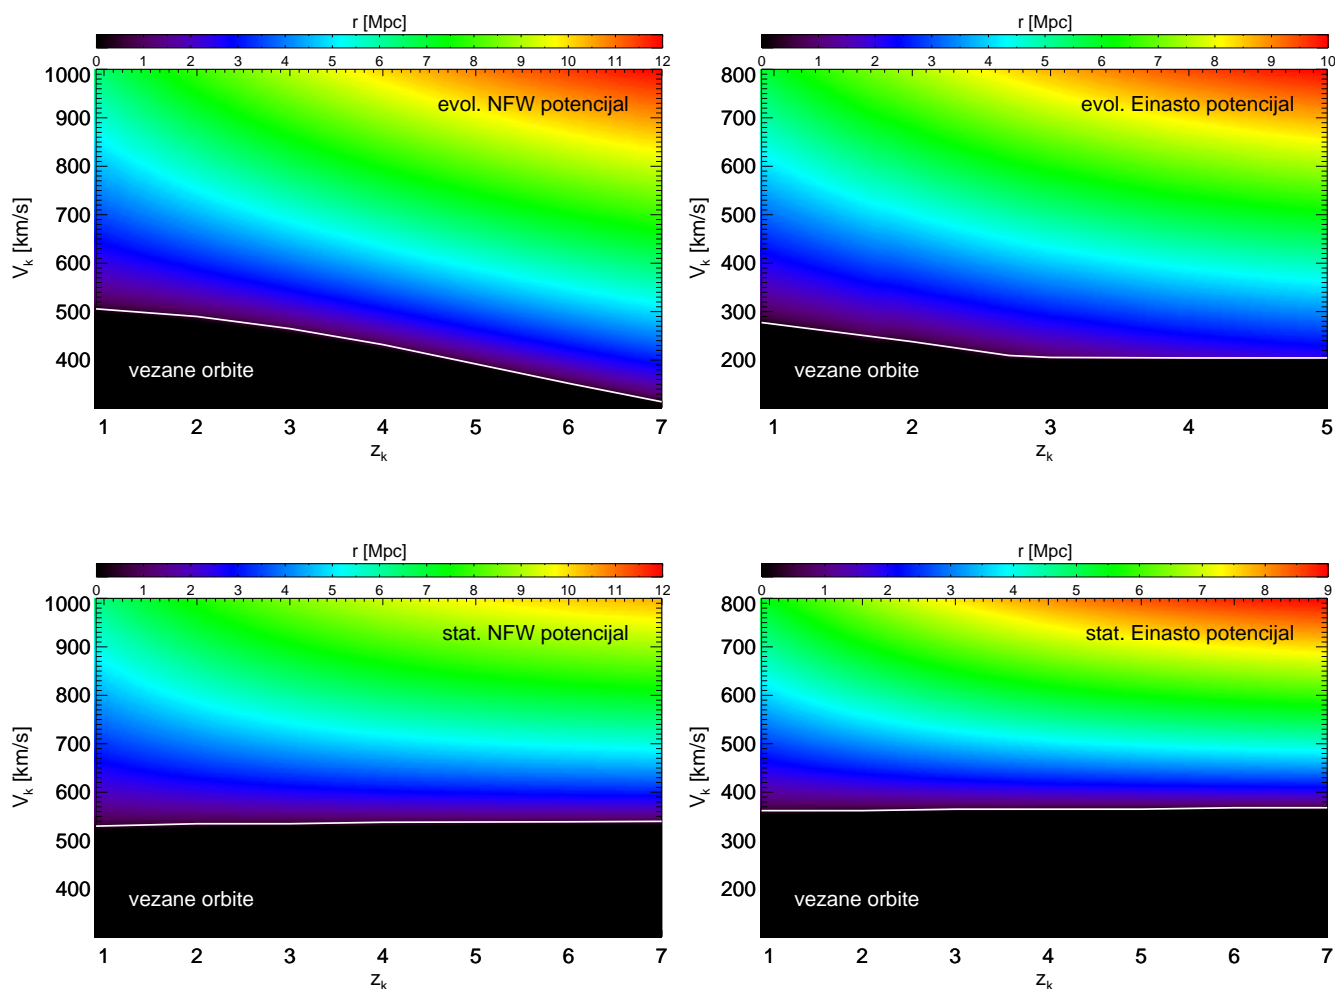 r [Mpc]
0 1 2 3 4 5 6 7 8 9 10 11 12
evol. NFW potencijal
V_k [km/s]
1000
900
800
700
600
500
400
vezane orbite
1 2 3 4 5 6 7
z_k
r [Mpc]
0 1 2 3 4 5 6 7 8 9 10
evol. Einasto potencijal
V_k [km/s]
800
700
600
500
400
300
200
vezane orbite
1 2 3 4 5
z_k
r [Mpc]
0 1 2 3 4 5 6 7 8 9 10 11 12
stat. NFW potencijal
V_k [km/s]
1000
900
800
700
600
500
400
vezane orbite
1 2 3 4 5 6 7
z_k
r [Mpc]
0 1 2 3 4 5 6 7 8 9
stat. Einasto potencijal
V_k [km/s]
800
700
600
500
400
300
200
vezane orbite
1 2 3 4 5 6 7
z_k